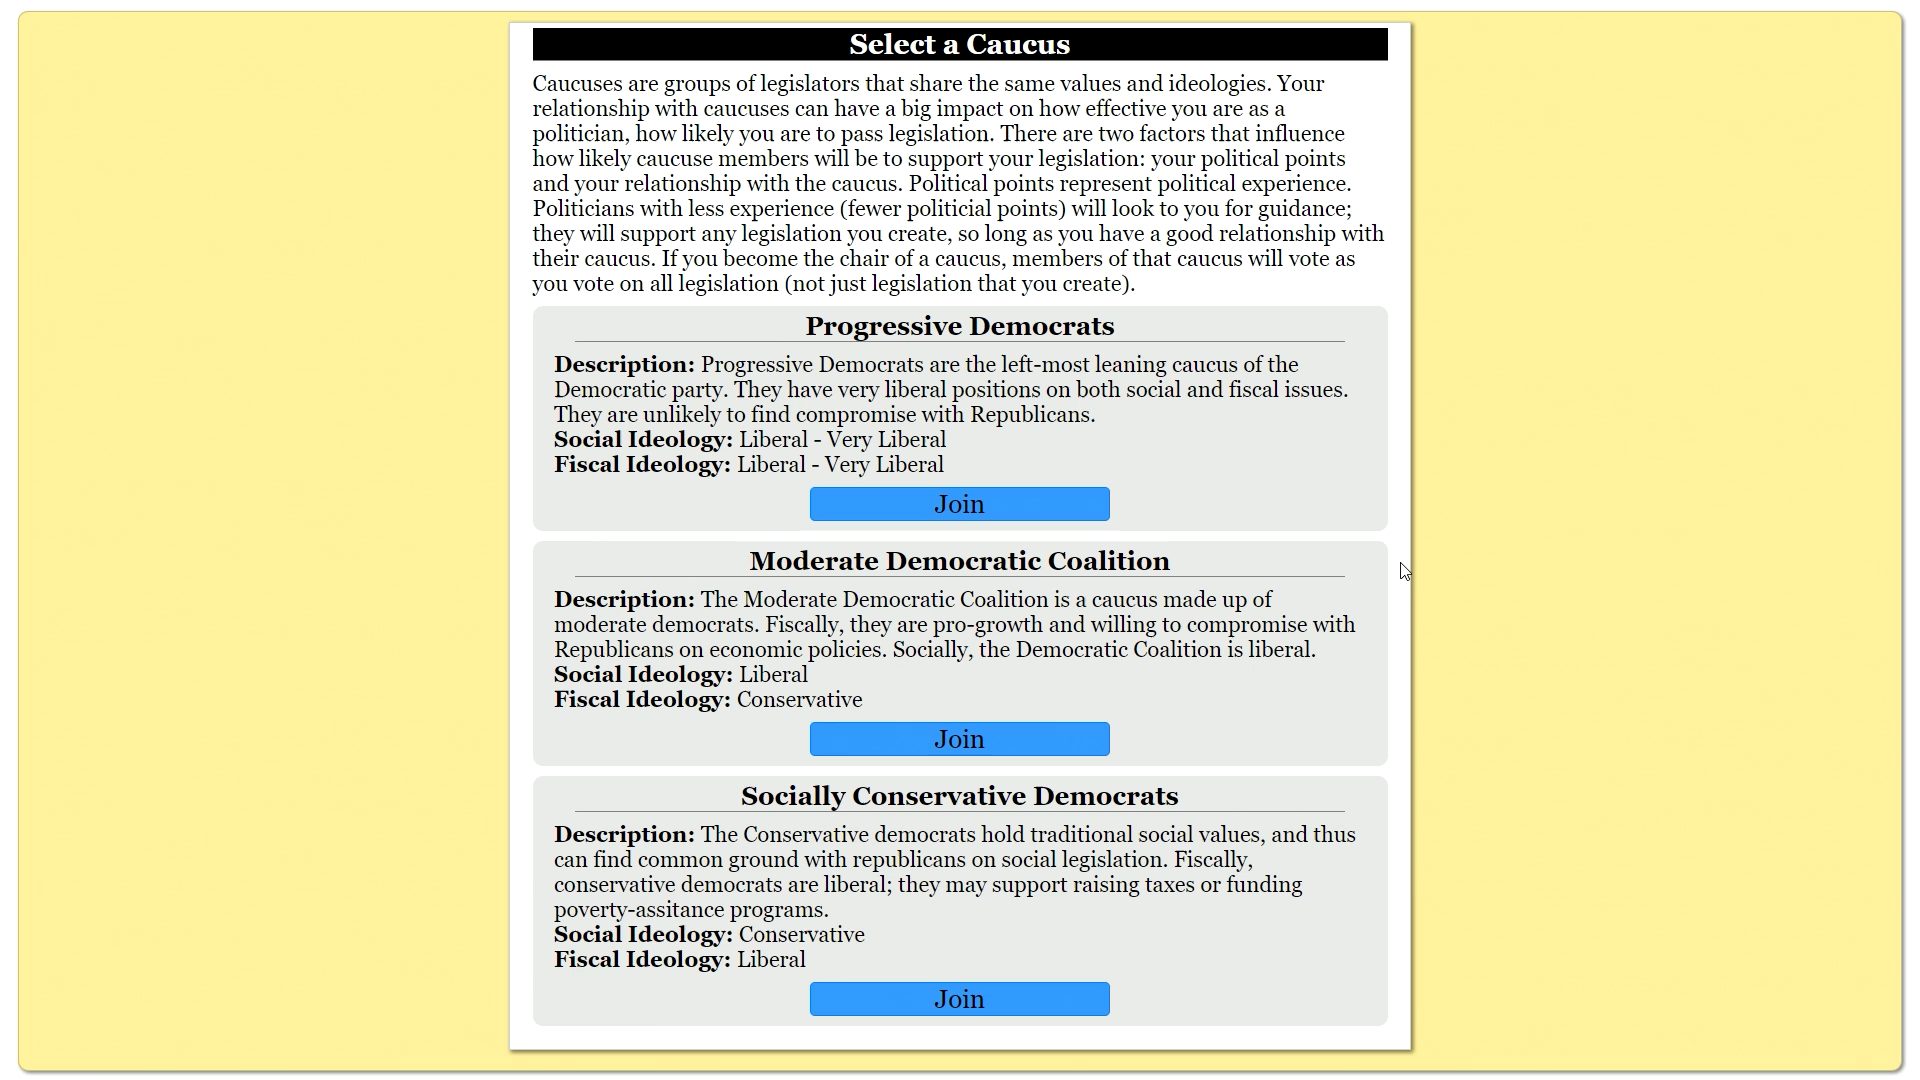 Select a Caucus
Caucuses are groups of legislators that share the same values and ideologies. Your
relationship with caucuses can have a big impact on how effective you are as a
politician, how likely you are to pass legislation. There are two factors that influence
how likely caucuse members will be to support your legislation: your political points
and your relationship with the caucus. Political points represent political experience.
Politicians with less experience (fewer politicial points) will look to you for guidance;
they will support any legislation you create, so long as you have a good relationship with
their caucus. If you become the chair of a caucus, members of that caucus will vote as
you vote on all legislation (not just legislation that you create).
Progressive Democrats
Description: Progressive Democrats are the left-most leaning caucus of the
Democratic party. They have very liberal positions on both social and fiscal issues.
They are unlikely to find compromise with Republicans.
Social Ideology: Liberal - Very Liberal
Fiscal Ideology: Liberal - Very Liberal
Join
Moderate Democratic Coalition
Description: The Moderate Democratic Coalition is a caucus made up of
moderate democrats. Fiscally, they are pro-growth and willing to compromise with
Republicans on economic policies. Socially, the Democratic Coalition is liberal.
Social Ideology: Liberal
Fiscal Ideology: Conservative
Join
Socially Conservative Democrats
Description: The Conservative democrats hold traditional social values, and thus
can find common ground with republicans on social legislation. Fiscally,
conservative democrats are liberal; they may support raising taxes or funding
poverty-assitance programs.
Social Ideology: Conservative
Fiscal Ideology: Liberal
Join